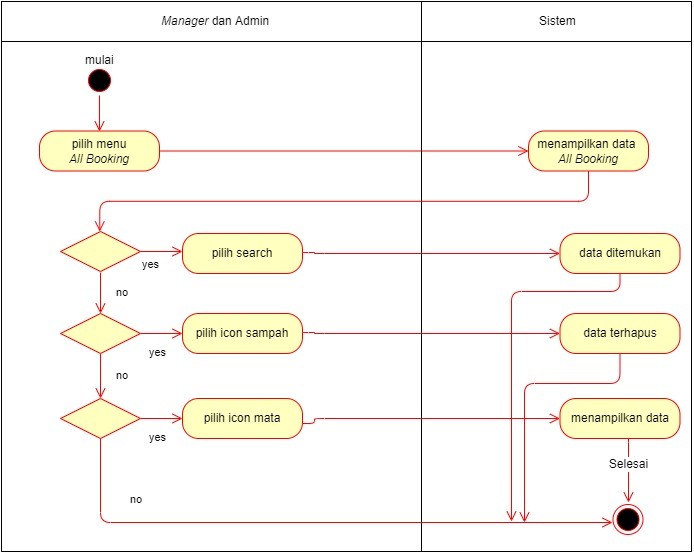 Manager dan Admin
Sistem
mulai
pilih menu
All Booking
menampilkan data
All Booking
yes
pilih search
data ditemukan
no
yes
pilih icon sampah
data terhapus
no
yes
pilih icon mata
menampilkan data
Selesai
no